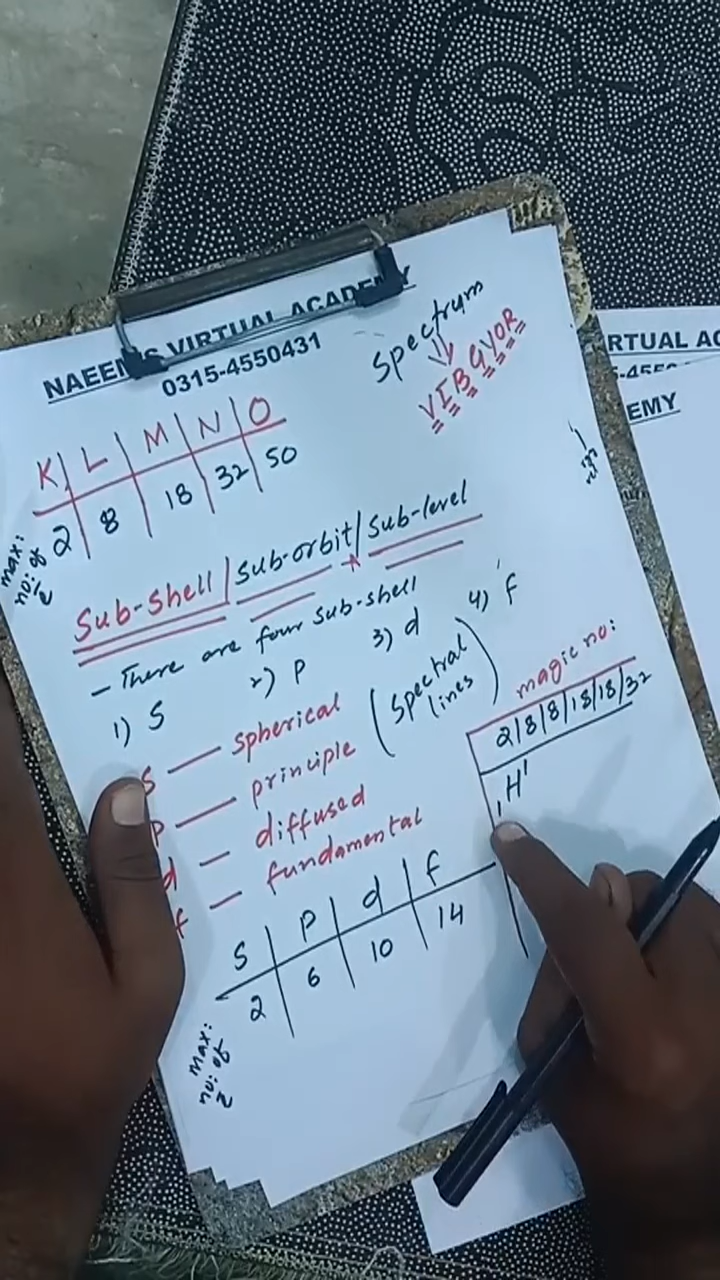 NAEEM'S VIRTUAL ACADEMY
0315-4550431
Spectrum
VIBGYOR
K | L | M | N | O
2 | 8 | 18 | 32 | 50
max:
no: of
Sub-shell / Sub-orbit / Sub-level
- There are four sub-shell
1) S 2) P 3) d 4) f
S — spherical
P — principle
d — diffused
f — fundamental
(Spectral
lines)
magic no:
2/8/8/18/18/32
₁H¹
S | P | d | f
2 | 6 | 10 | 14
max:
no: of
RTUAL AC
EMY